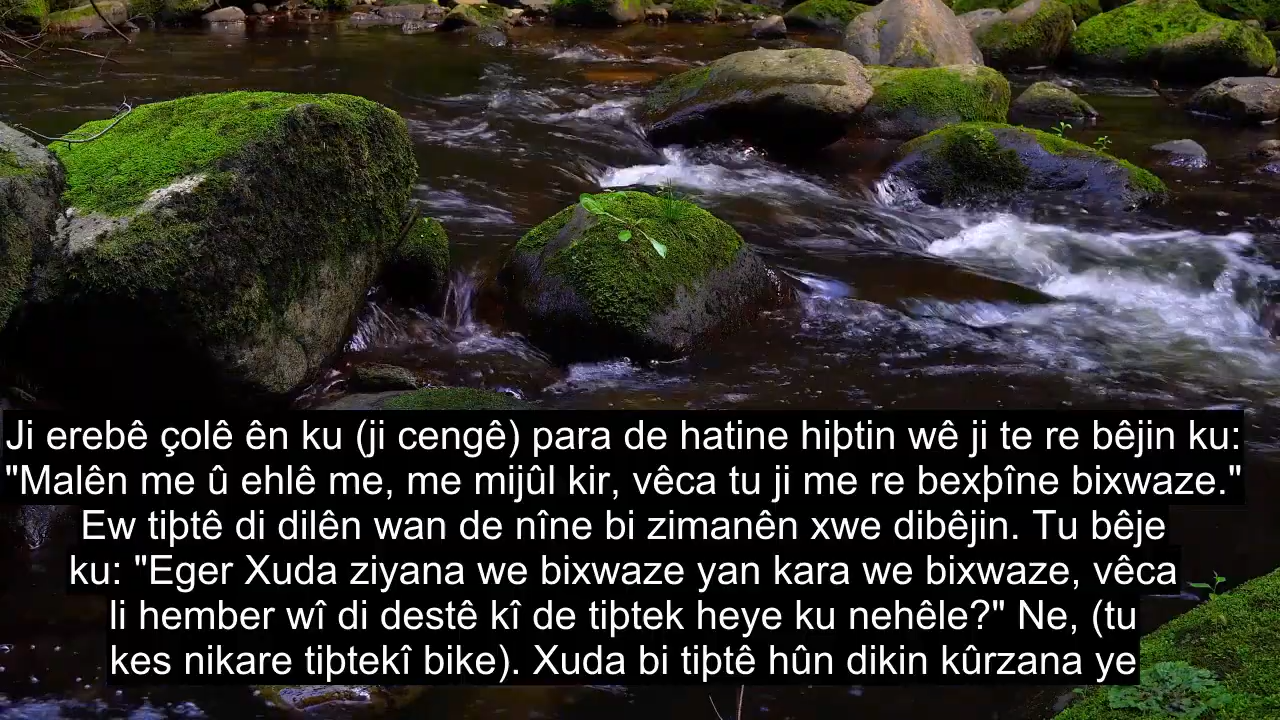 Ji erebê çolê ên ku (ji cengê) para de hatine hiþtin wê ji te re bêjin ku:
"Malên me û ehlê me, me mijûl kir, vêca tu ji me re bexþîne bixwaze."
Ew tiþtê di dilên wan de nîne bi zimanên xwe dibêjin. Tu bêje
ku: "Eger Xuda ziyana we bixwaze yan kara we bixwaze, vêca
li hember wî di destê kî de tiþtek heye ku nehêle?" Ne, (tu
kes nikare tiþtekî bike). Xuda bi tiþtê hûn dikin kûrzana ye